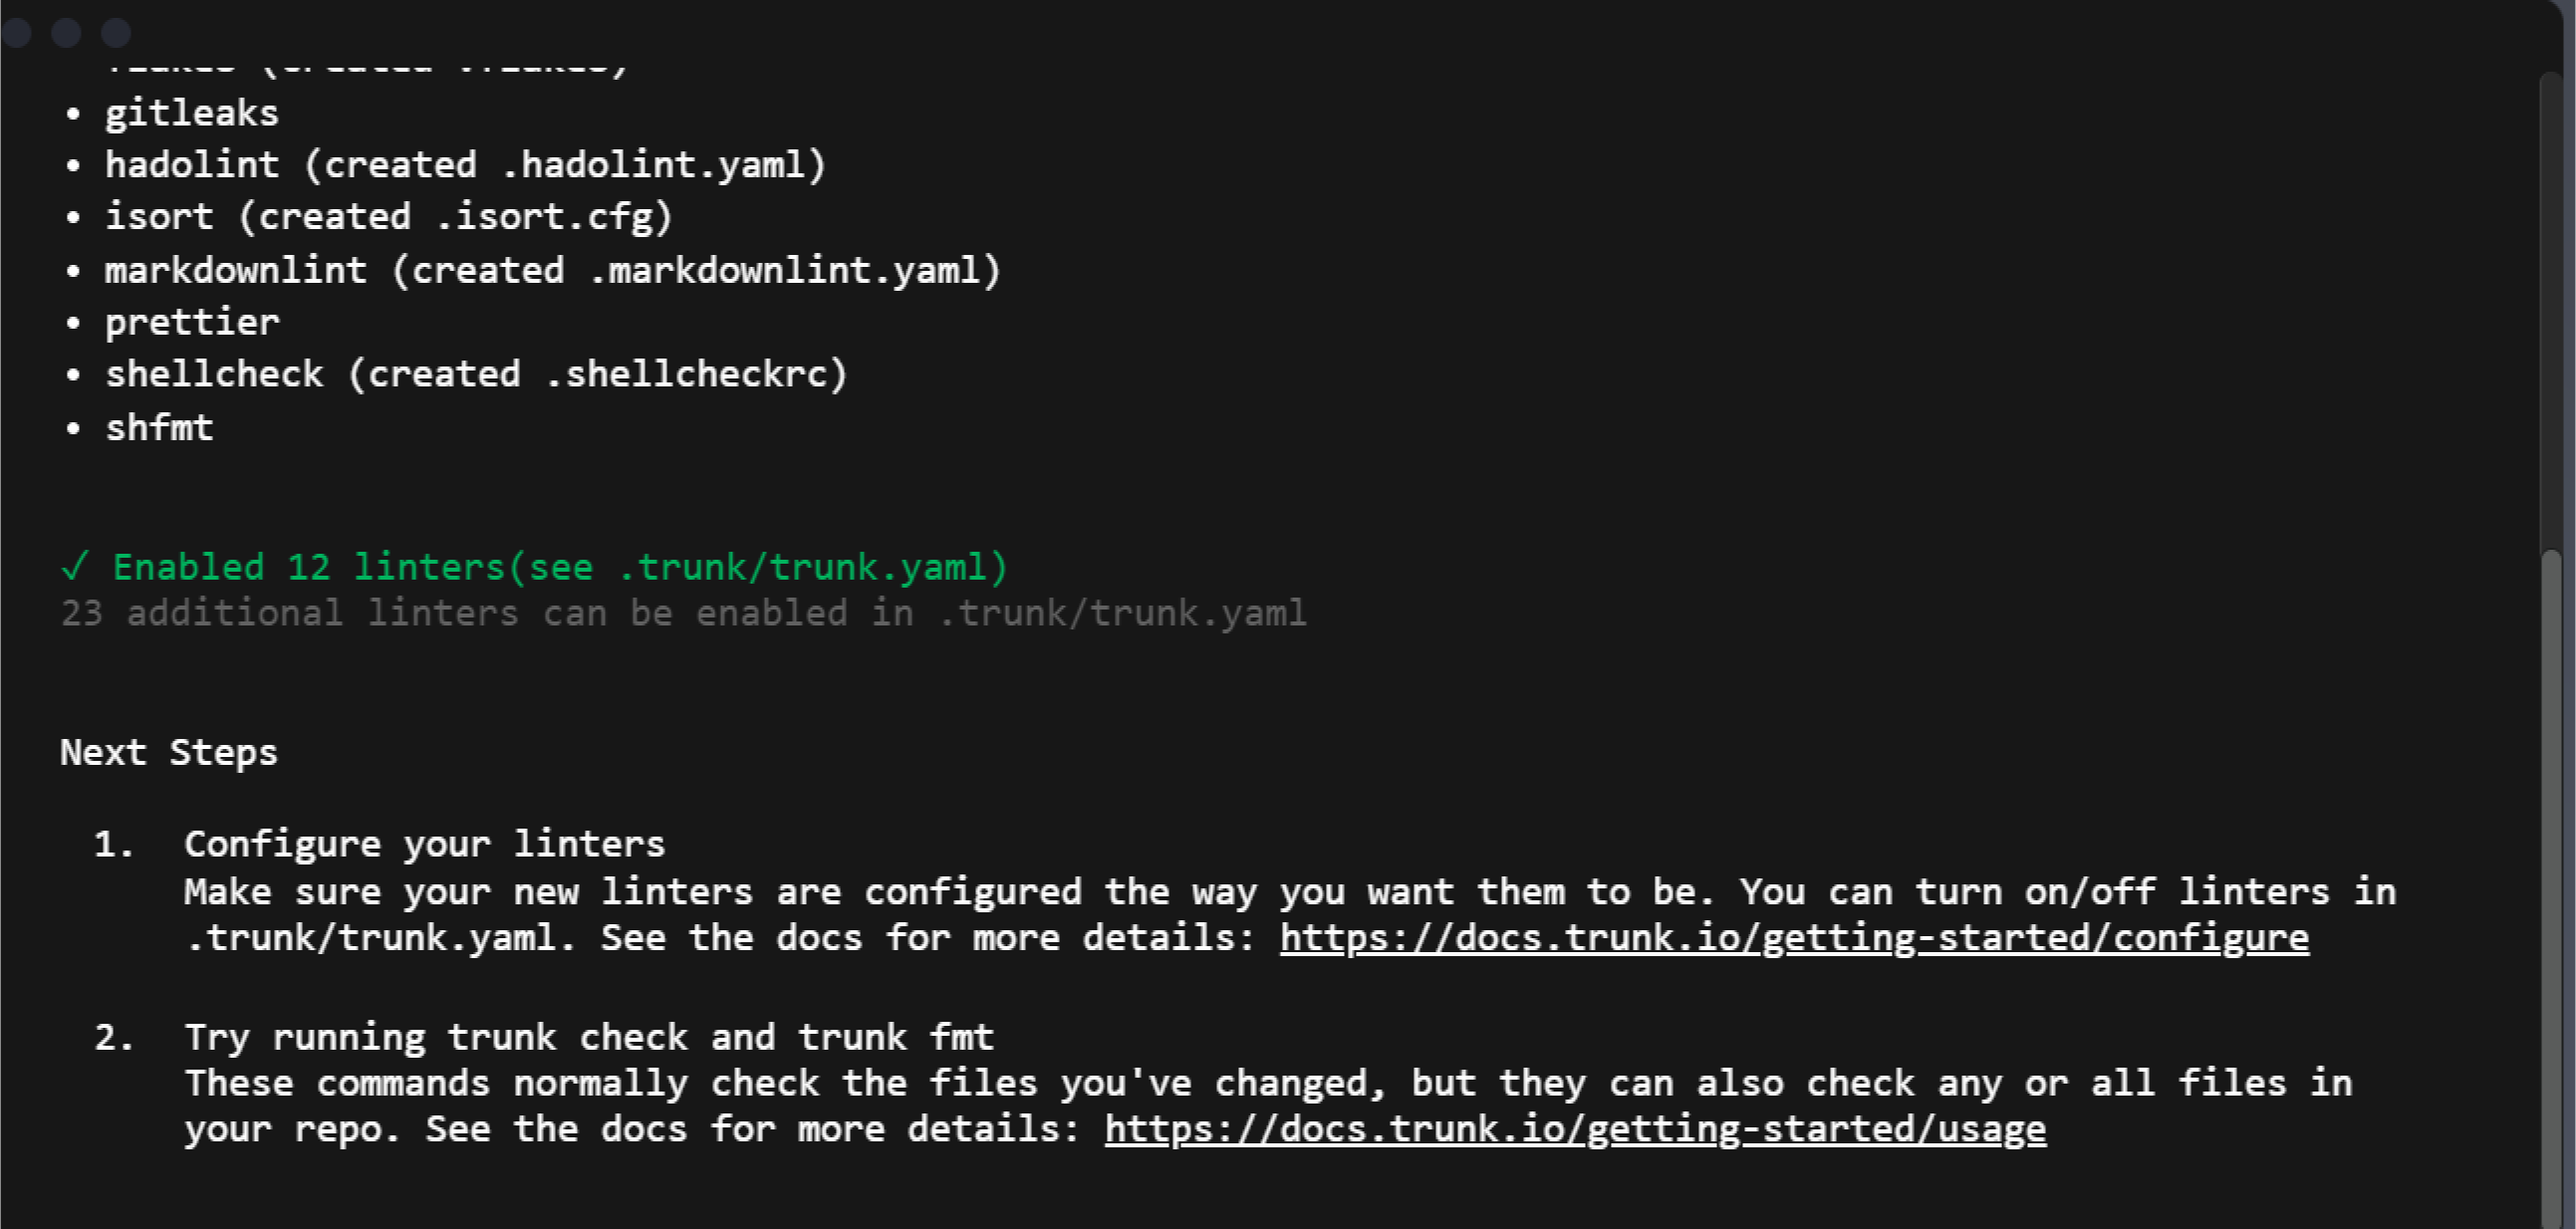 • gitleaks
• hadolint (created .hadolint.yaml)
• isort (created .isort.cfg)
• markdownlint (created .markdownlint.yaml)
• prettier
• shellcheck (created .shellcheckrc)
• shfmt
✓ Enabled 12 linters(see .trunk/trunk.yaml)
23 additional linters can be enabled in .trunk/trunk.yaml
Next Steps
1. Configure your linters
Make sure your new linters are configured the way you want them to be. You can turn on/off linters in
.trunk/trunk.yaml. See the docs for more details: https://docs.trunk.io/getting-started/configure
2. Try running trunk check and trunk fmt
These commands normally check the files you've changed, but they can also check any or all files in
your repo. See the docs for more details: https://docs.trunk.io/getting-started/usage